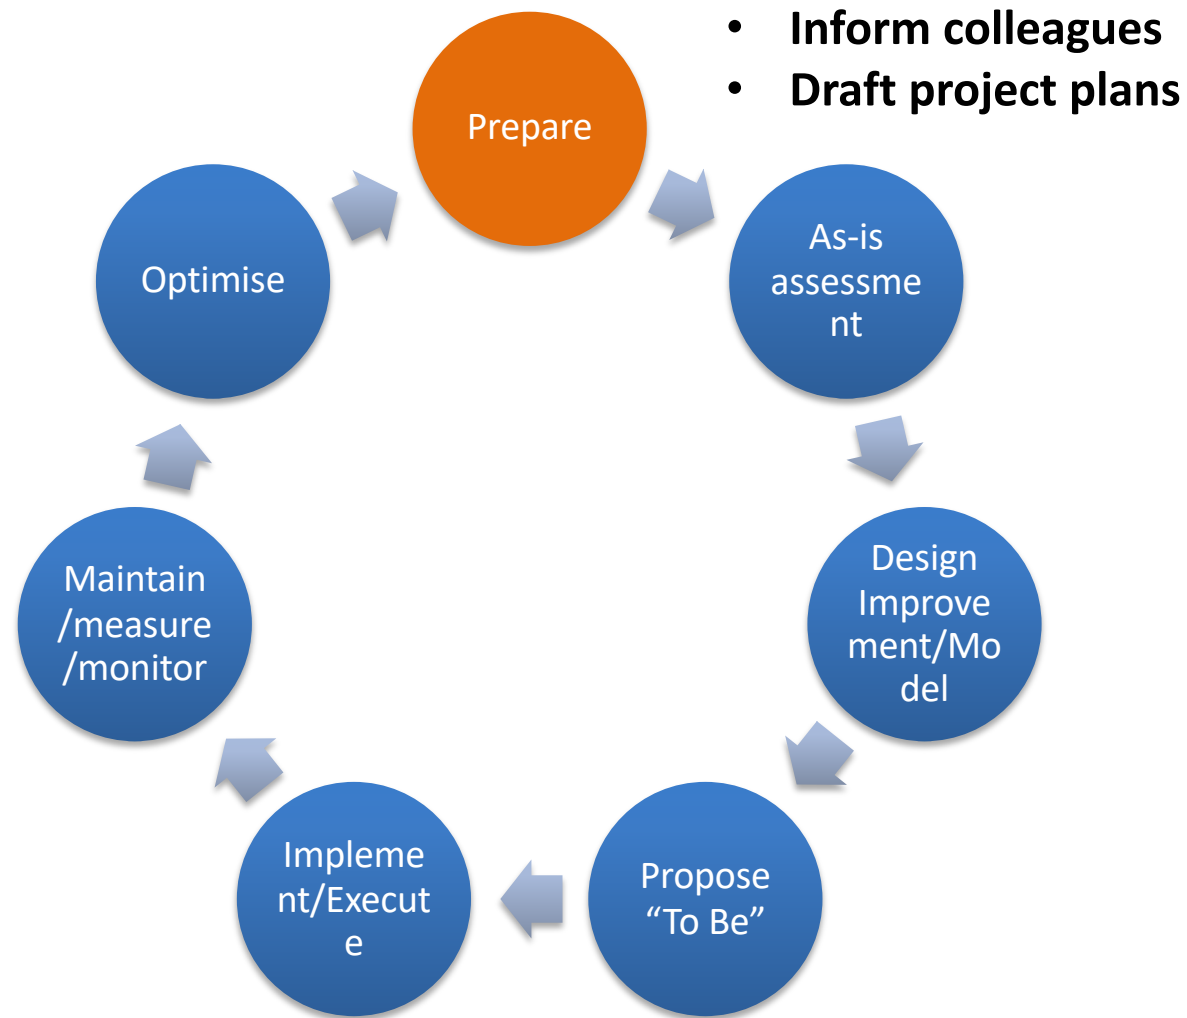 • Inform colleagues
• Draft project plans
Prepare
As-is
assessme
nt
Design
Improve
ment/Mo
del
Propose
“To Be”
Impleme
nt/Execut
e
Maintain
/measure
/monitor
Optimise